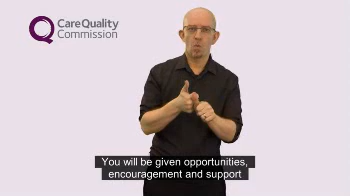 CareQuality
Commission
You will be given opportunities,
encouragement and support